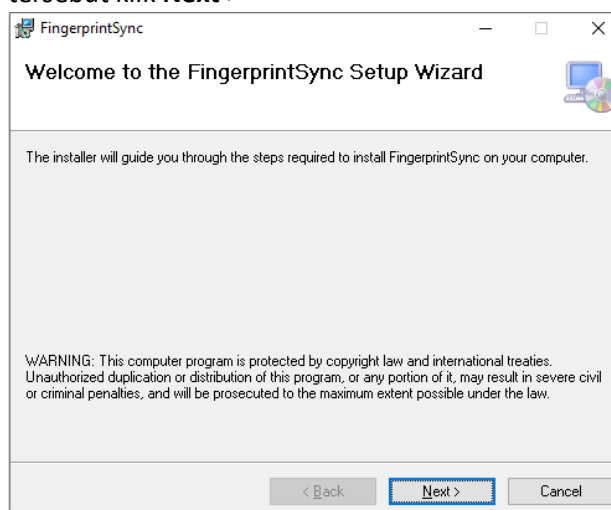 tersebut klik Next >
FingerprintSync
Welcome to the FingerprintSync Setup Wizard
The installer will guide you through the steps required to install FingerprintSync on your computer.
WARNING: This computer program is protected by copyright law and international treaties.
Unauthorized duplication or distribution of this program, or any portion of it, may result in severe civil
or criminal penalties, and will be prosecuted to the maximum extent possible under the law.
< Back Next > Cancel